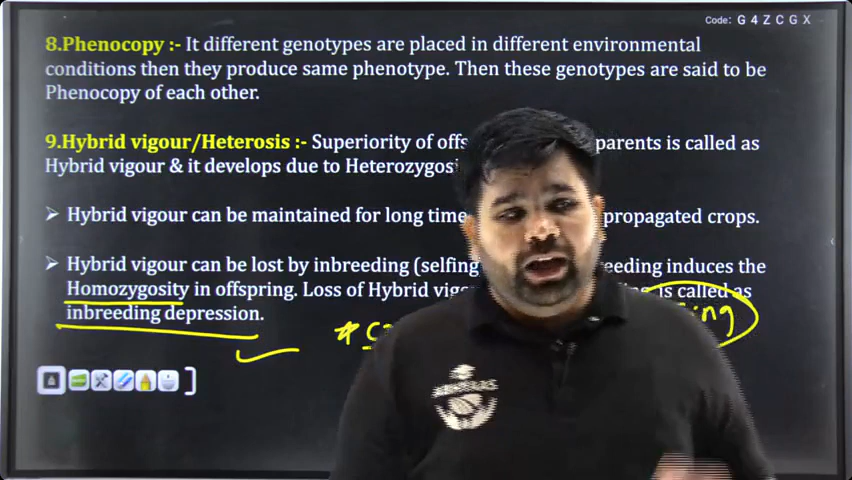 Code: G 4 Z C G X
8.Phenocopy :- It different genotypes are placed in different environmental
conditions then they produce same phenotype. Then these genotypes are said to be
Phenocopy of each other.
9.Hybrid vigour/Heterosis :- Superiority of parents is called as
Hybrid vigour & it develops due to
Hybrid vigour can be maintained for long time propagated crops.
Hybrid vigour can be lost by inbreeding (selfing induces the
Homozygosity in offspring. Loss of Hybrid is called as
inbreeding depression.